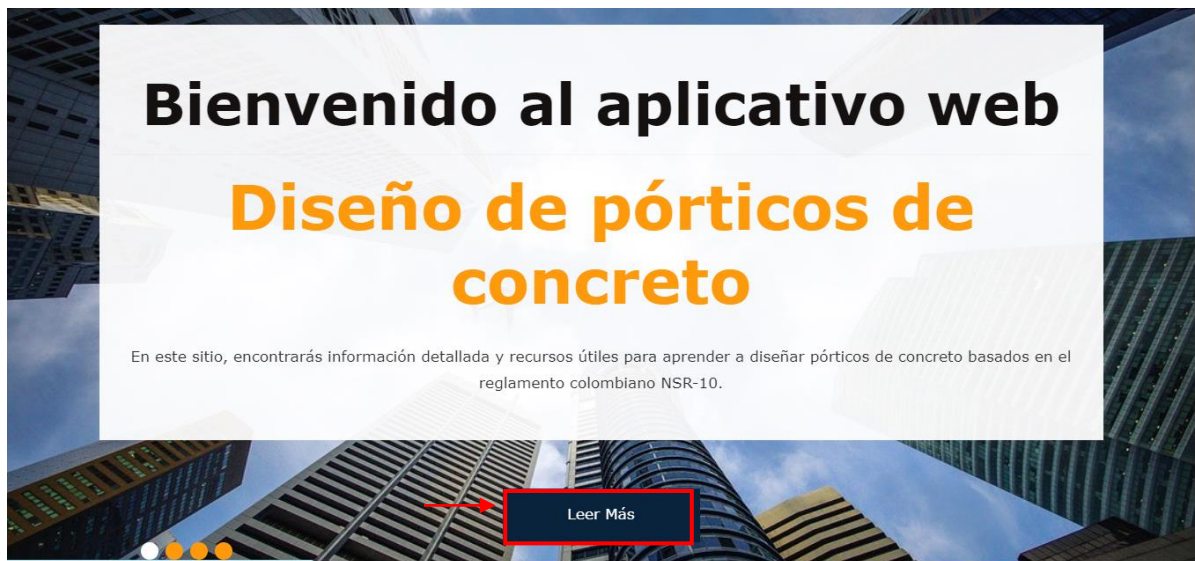 Bienvenido al aplicativo web
Diseño de pórticos de
concreto
En este sitio, encontrarás información detallada y recursos útiles para aprender a diseñar pórticos de concreto basados en el
reglamento colombiano NSR-10.
Leer Más